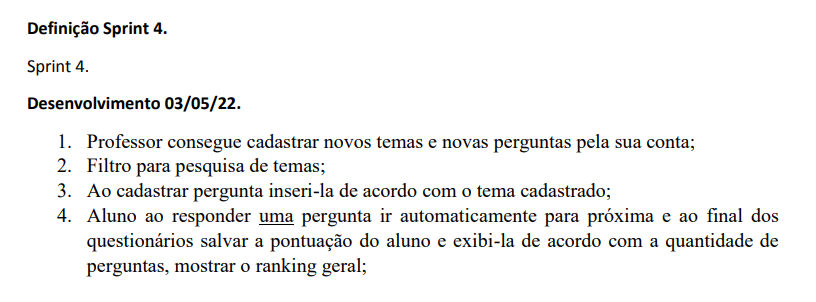 Definição Sprint 4.
Sprint 4.
Desenvolvimento 03/05/22.
1. Professor consegue cadastrar novos temas e novas perguntas pela sua conta;
2. Filtro para pesquisa de temas;
3. Ao cadastrar pergunta inseri-la de acordo com o tema cadastrado;
4. Aluno ao responder uma pergunta ir automaticamente para próxima e ao final dos
questionários salvar a pontuação do aluno e exibi-la de acordo com a quantidade de
perguntas, mostrar o ranking geral;